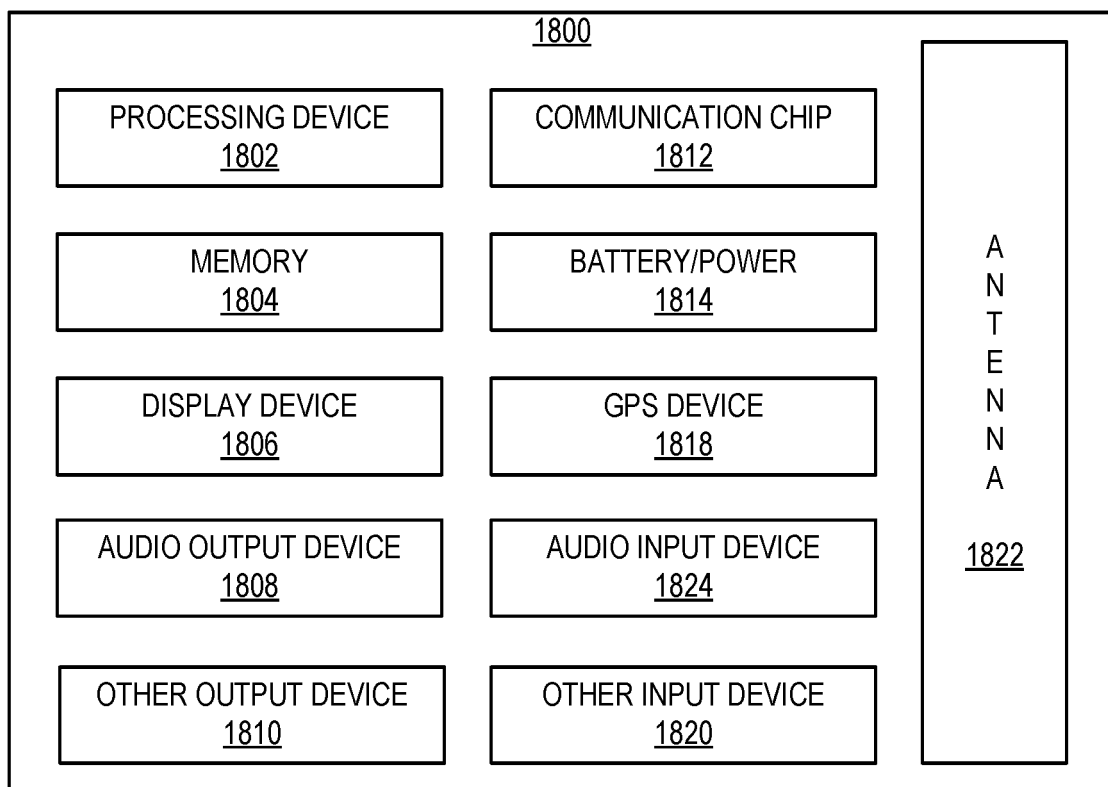 1800
PROCESSING DEVICE
1802
COMMUNICATION CHIP
1812
MEMORY
1804
BATTERY/POWER
1814
DISPLAY DEVICE
1806
GPS DEVICE
1818
AUDIO OUTPUT DEVICE
1808
AUDIO INPUT DEVICE
1824
OTHER OUTPUT DEVICE
1810
OTHER INPUT DEVICE
1820
ANTENNA
1822